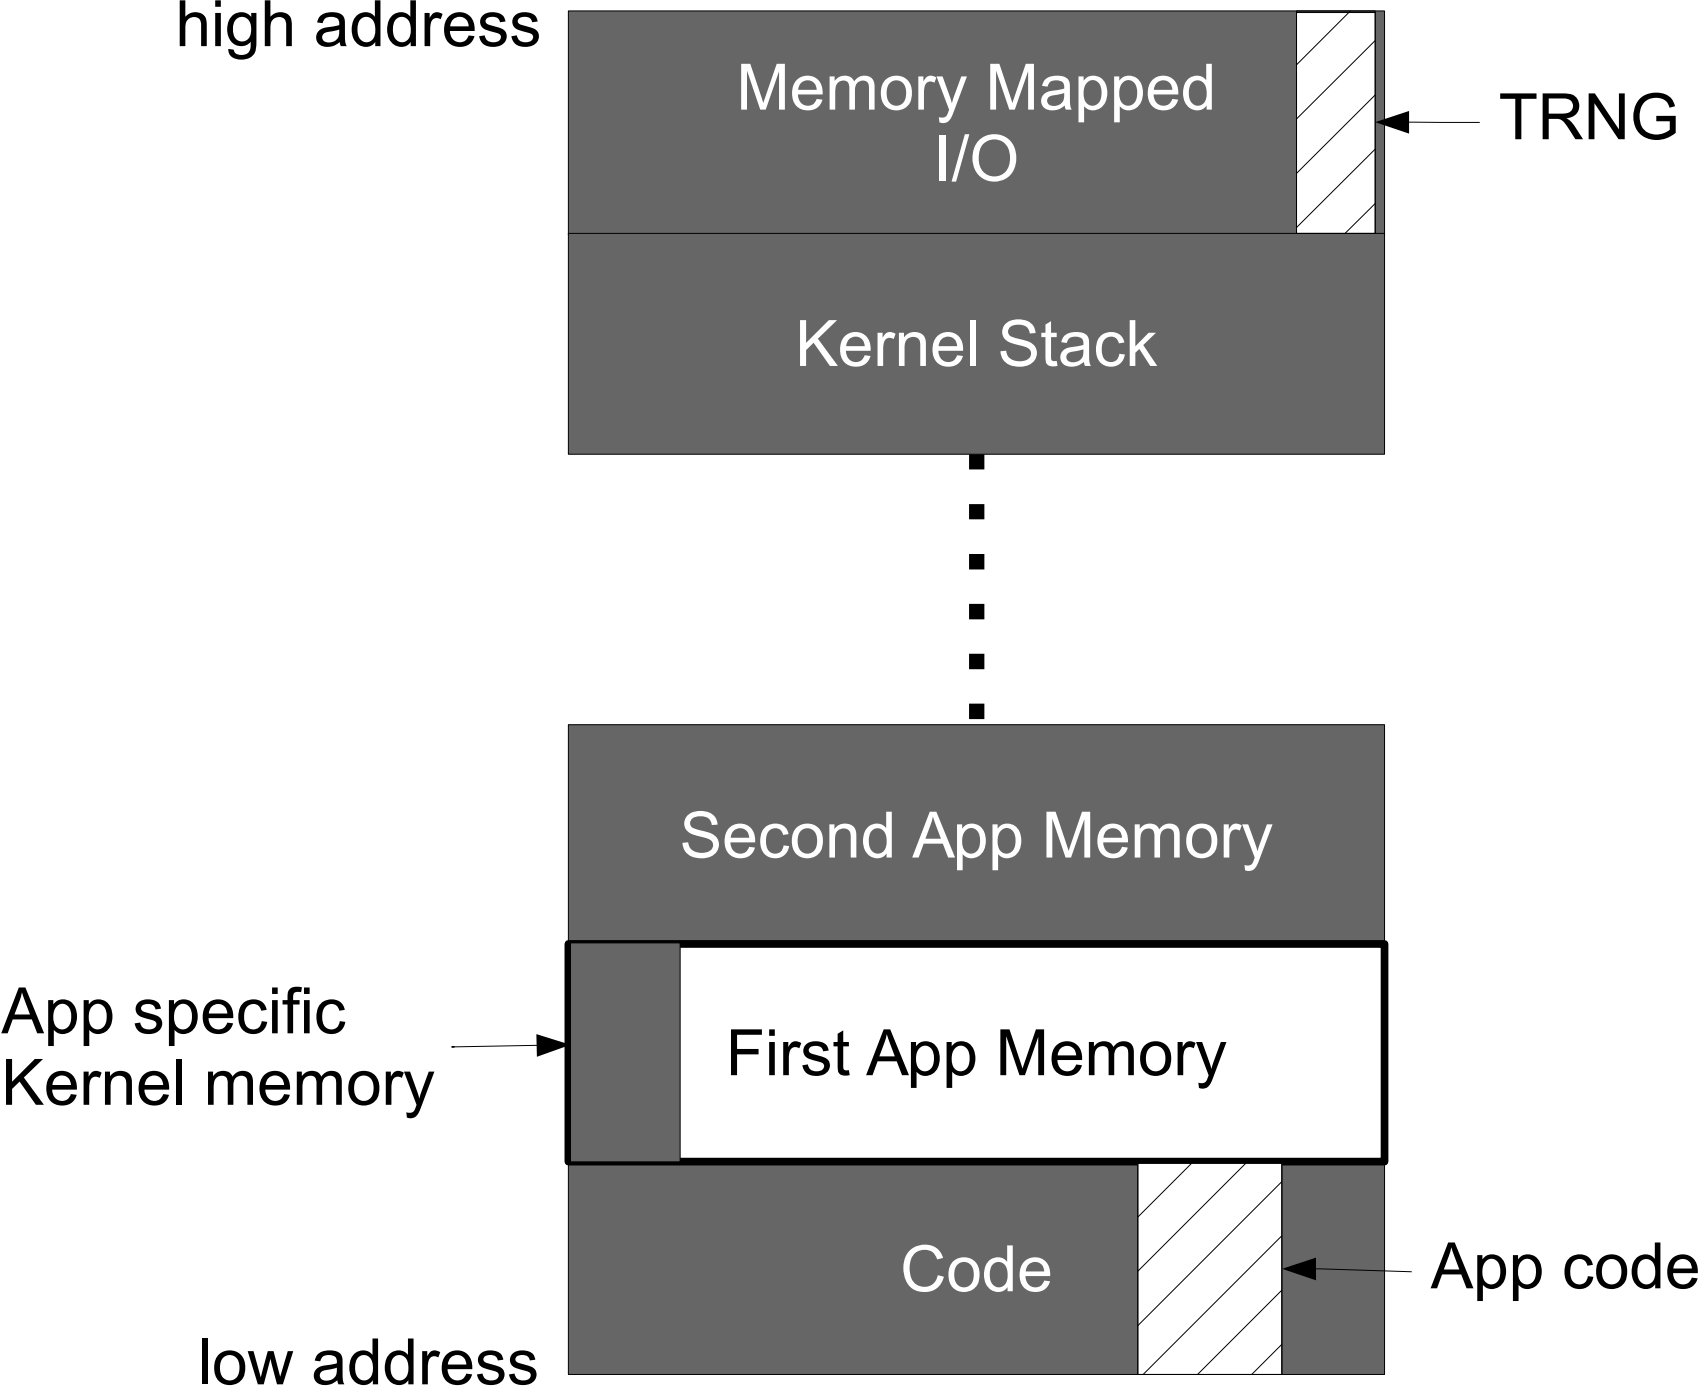 high address
Memory Mapped
I/O
TRNG
Kernel Stack
Second App Memory
App specific
Kernel memory
First App Memory
Code
App code
low address